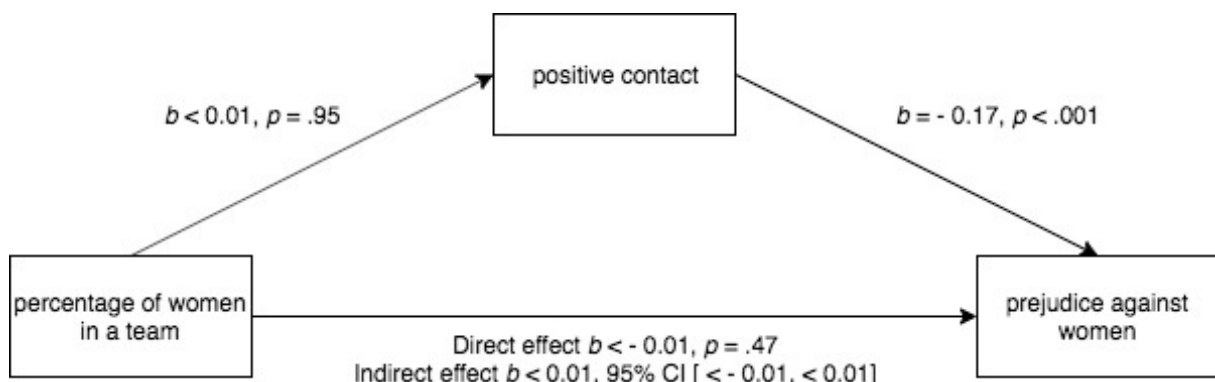 positive contact
b < 0.01, p = .95
b = - 0.17, p < .001
percentage of women
in a team
prejudice against
women
Direct effect b < - 0.01, p = .47
Indirect effect b < 0.01, 95% CI [ < - 0.01, < 0.01]